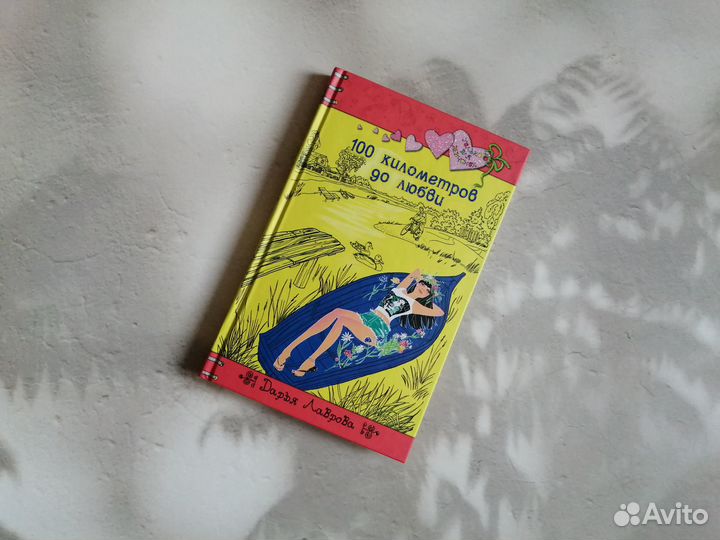 100 километров
до любви
Дарья Лаврова
Avito